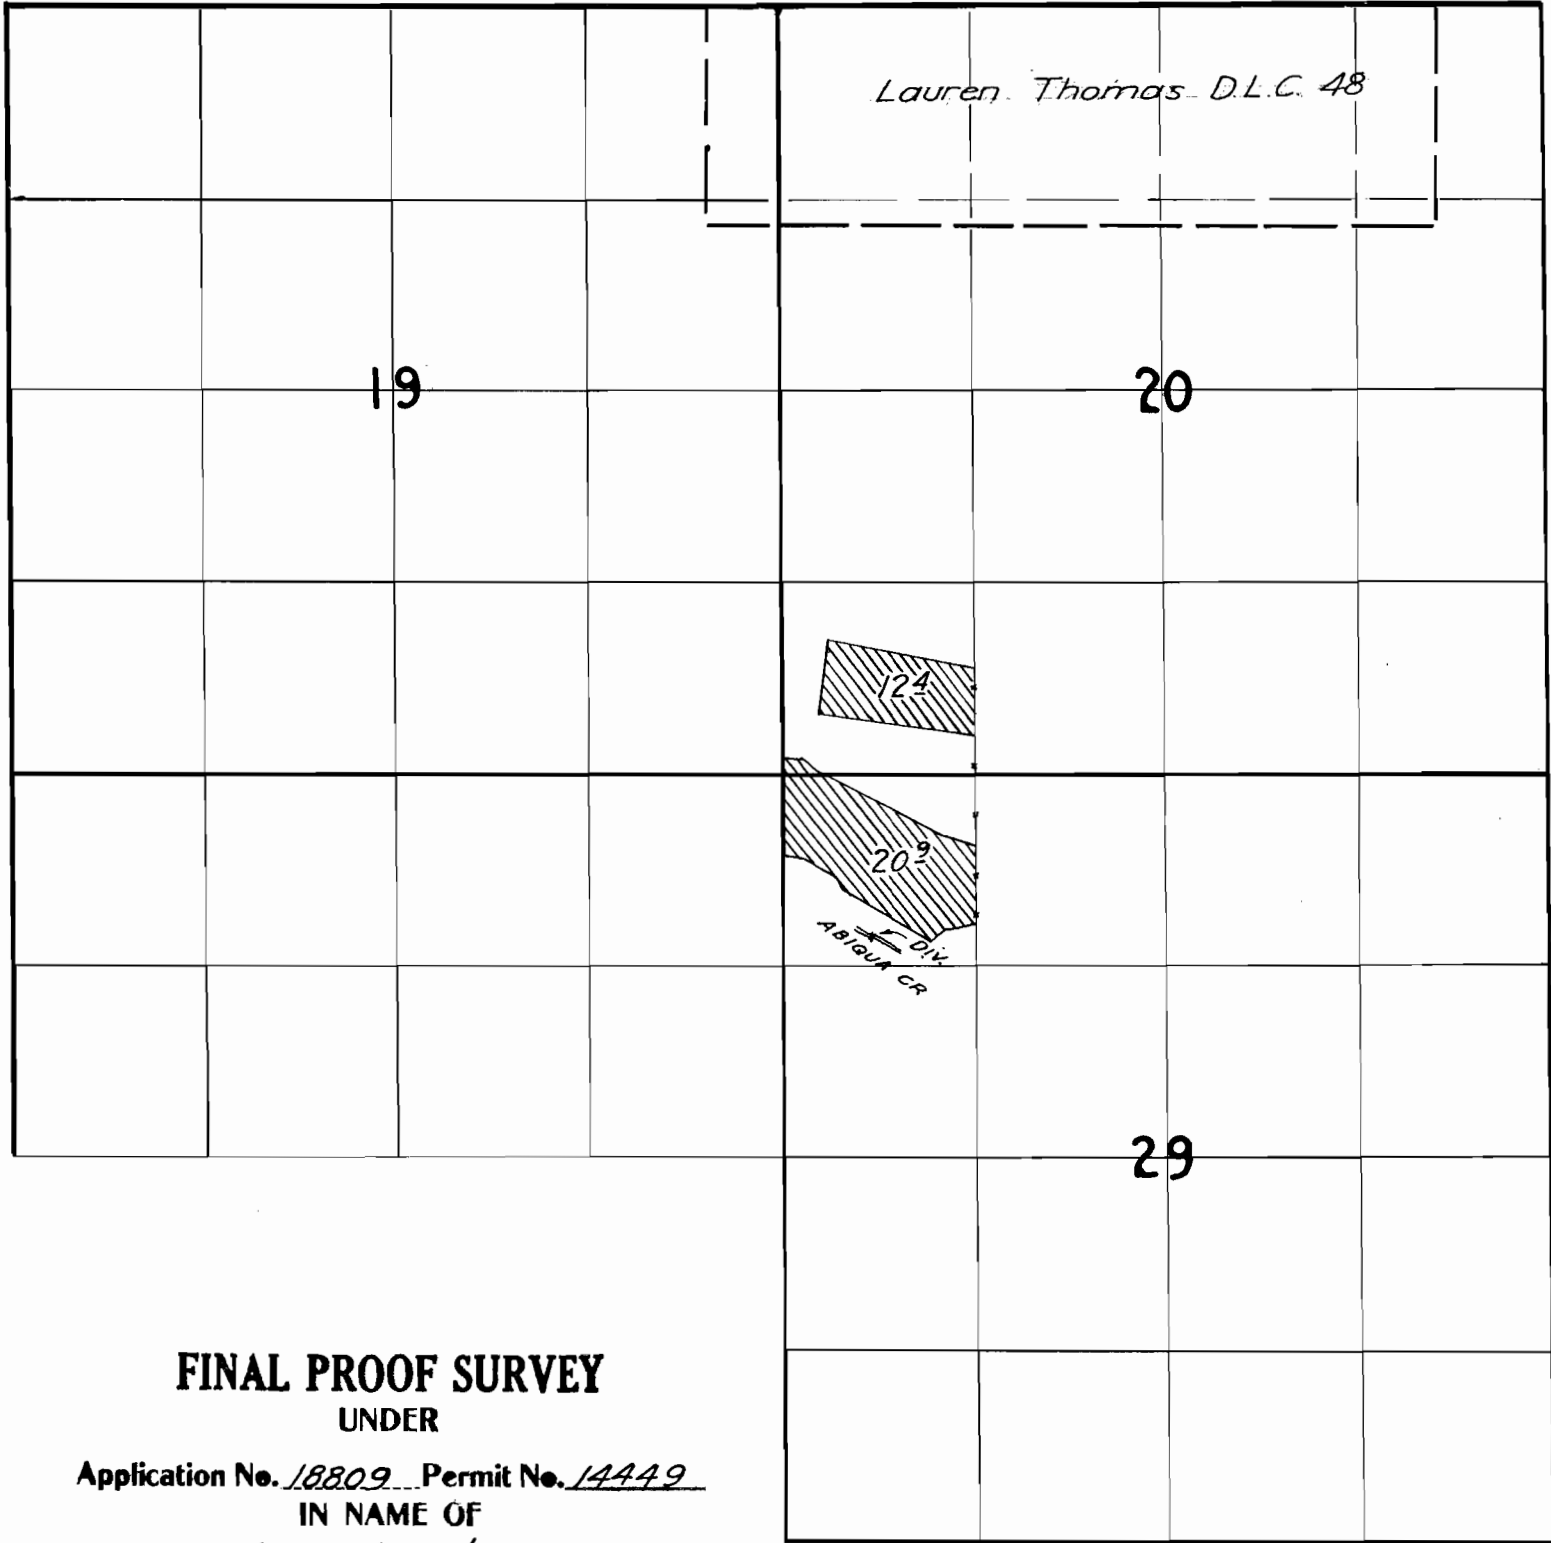 Lauren Thomas D.L.C. 48
19
20
12 4
20 9
DIV.
ABIQUA CR
29
FINAL PROOF SURVEY
UNDER
Application No. 18809 Permit No. 14449
IN NAME OF